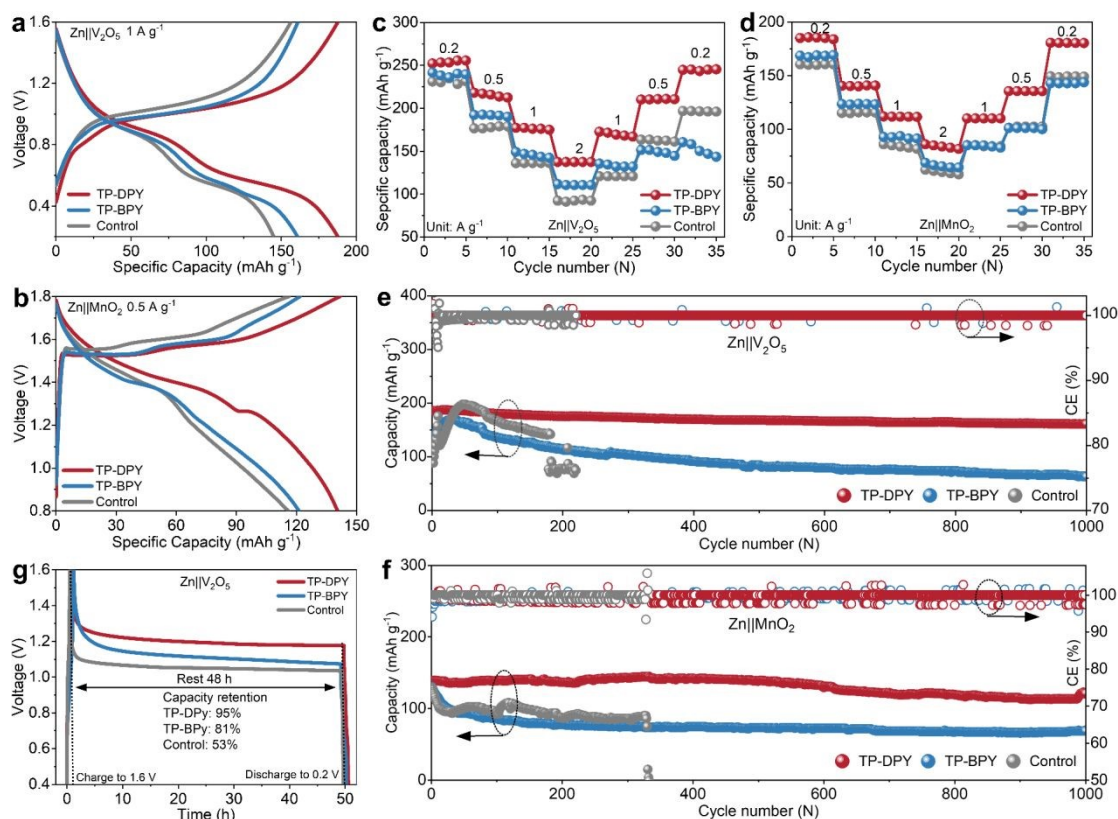 a
Zn||V2O5 1 A g-1
1.6
1.2
0.8
0.4
Voltage (V)
TP-DPY
TP-BPY
Control
0 50 100 150 200
Specific Capacity (mAh g-1)
c
300
250
200
150
100
50
Sepcific capacity (mAh g-1)
0.2
0.5
1
2
1
0.5
0.2
TP-DPY
TP-BPY
Control
Unit: A g-1
Zn||V2O5
0 5 10 15 20 25 30 35
Cycle number (N)
d
200
150
100
50
0
Sepcific capacity (mAh g-1)
0.2
0.5
1
2
1
0.5
0.2
TP-DPY
TP-BPY
Control
Unit: A g-1
Zn||MnO2
0 5 10 15 20 25 30 35
Cycle number (N)
b
Zn||MnO2 0.5 A g-1
1.8
1.6
1.4
1.2
1.0
0.8
Voltage (V)
TP-DPY
TP-BPY
Control
0 30 60 90 120 150
Specific Capacity (mAh g-1)
e
400
300
200
100
0
Capacity (mAh g-1)
Zn||V2O5
100
90
80
70
CE (%)
TP-DPY TP-BPY Control
0 200 400 600 800 1000
Cycle number (N)
g
Zn||V2O5
1.6
1.4
1.2
1.0
0.8
0.6
0.4
Voltage (V)
TP-DPY
TP-BPY
Control
Rest 48 h
Capacity retention
TP-DPy: 95%
TP-BPy: 81%
Control: 53%
Charge to 1.6 V
Discharge to 0.2 V
0 10 20 30 40 50
Time (h)
f
300
200
100
0
Capacity (mAh g-1)
Zn||MnO2
100
90
80
70
60
50
CE (%)
TP-DPY TP-BPY Control
0 200 400 600 800 1000
Cycle number (N)